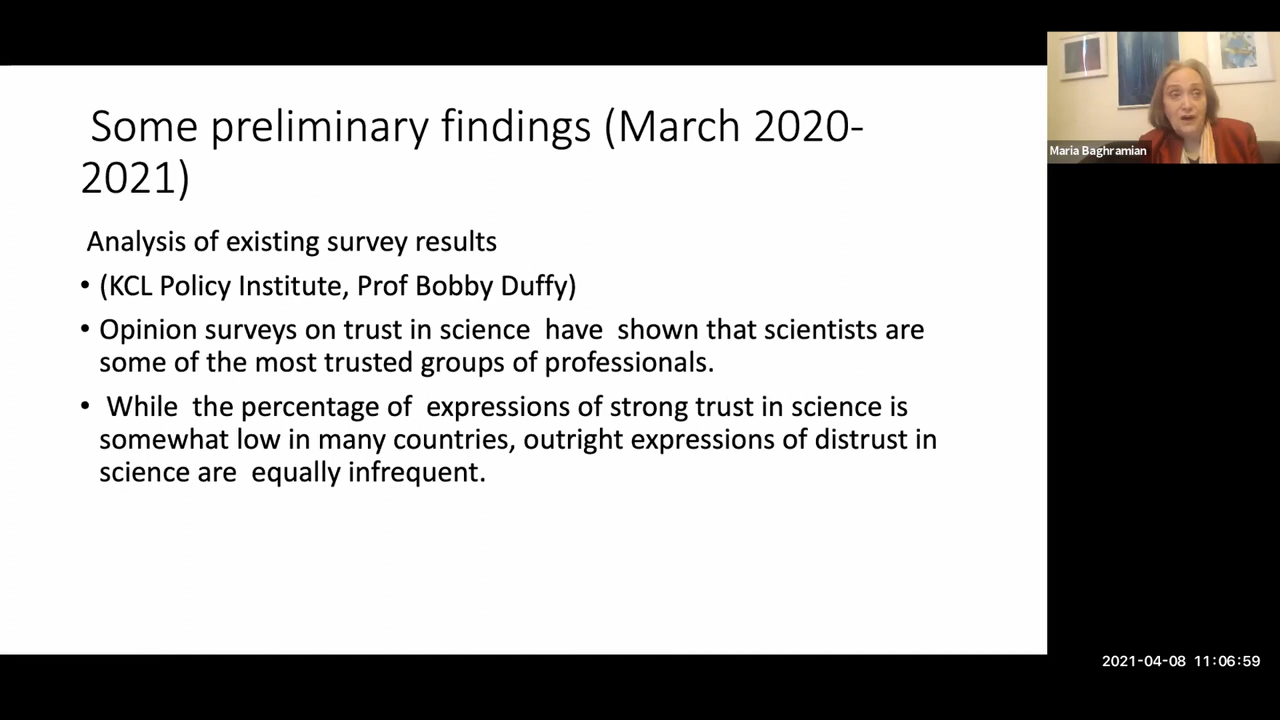 Some preliminary findings (March 2020-
2021)
Analysis of existing survey results
• (KCL Policy Institute, Prof Bobby Duffy)
• Opinion surveys on trust in science have shown that scientists are
some of the most trusted groups of professionals.
• While the percentage of expressions of strong trust in science is
somewhat low in many countries, outright expressions of distrust in
science are equally infrequent.
Maria Baghramian
2021-04-08 11:06:59